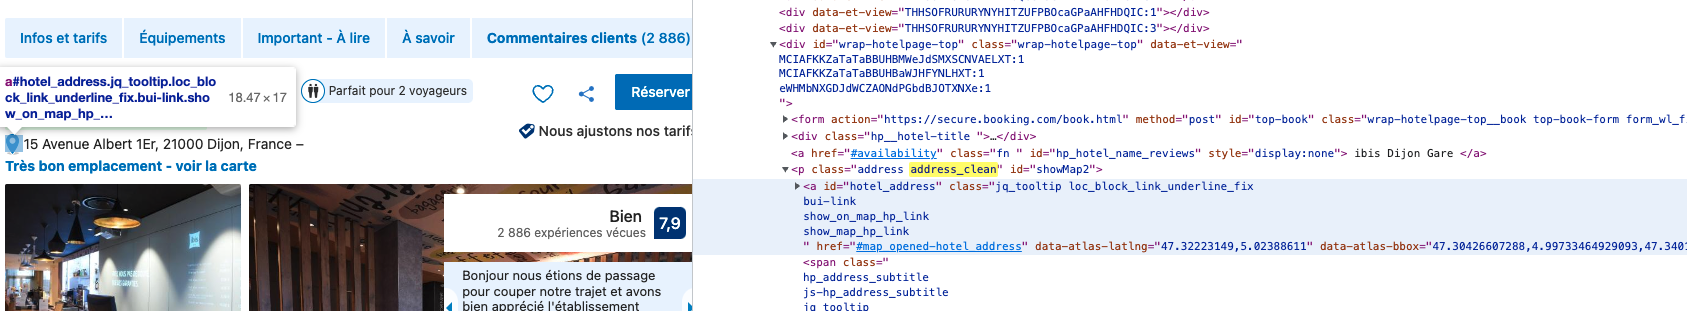 Infos et tarifs
Équipements
Important - À lire
À savoir
Commentaires clients (2 886)
a#hotel_address.jq_tooltip.loc_blo
ck_link_underline_fix.bui-link.sho
w_on_map_hp_...
18.47 × 17
Parfait pour 2 voyageurs
Réserver
Nous ajustons nos tarifs
15 Avenue Albert 1Er, 21000 Dijon, France –
Très bon emplacement - voir la carte
Bien
2 886 expériences vécues
7,9
Bonjour nous étions de passage
pour couper notre trajet et avons
bien apprécié l'établissement
<div data-et-view="THHSOFRURURYNYHITZUFPBOcaGPaAHFHDQIC:1"></div>
<div data-et-view="THHSOFRURURYNYHITZUFPBOcaGPaAHFHDQIC:3"></div>
<div id="wrap-hotelpage-top" class="wrap-hotelpage-top" data-et-view="
MCIAFKKZaTaTaBBUHBMWeJdSMXSCNVAELXT:1
MCIAFKKZaTaTaBBUHBaWJHFYNLHXT:1
eWHMbNXGDJdWCZAONdPGbdBJOTXNXe:1
">
<form action="https://secure.booking.com/book.html" method="post" id="top-book" class="wrap-hotelpage-top__book top-book-form form_wl_fi
<div class="hp__hotel-title ">…</div>
<a href="#availability" class="fn " id="hp_hotel_name_reviews" style="display:none"> ibis Dijon Gare </a>
<p class="address address_clean" id="showMap2">
<a id="hotel_address" class="jq_tooltip loc_block_link_underline_fix
bui-link
show_on_map_hp_link
show_map_hp_link
" href="#map_opened-hotel_address" data-atlas-latlng="47.32223149,5.02388611" data-atlas-bbox="47.30426607288,4.99733464929093,47.3401
<span class="
hp_address_subtitle
js-hp_address_subtitle
jq_tooltip